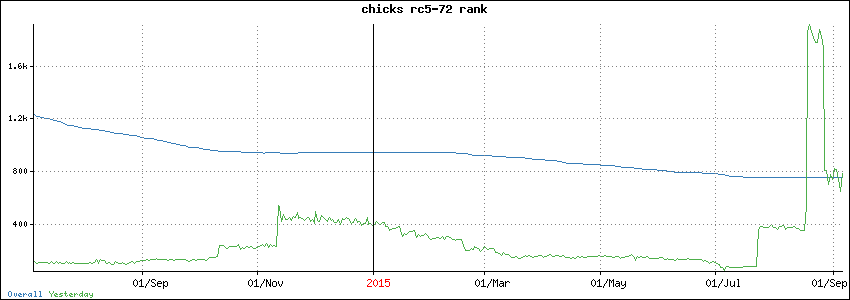 chicks rc5-72 rank
1.6k
1.2k
800
400
01/Sep 01/Nov 2015 01/Mar 01/May 01/Jul 01/Sep
Overall Yesterday